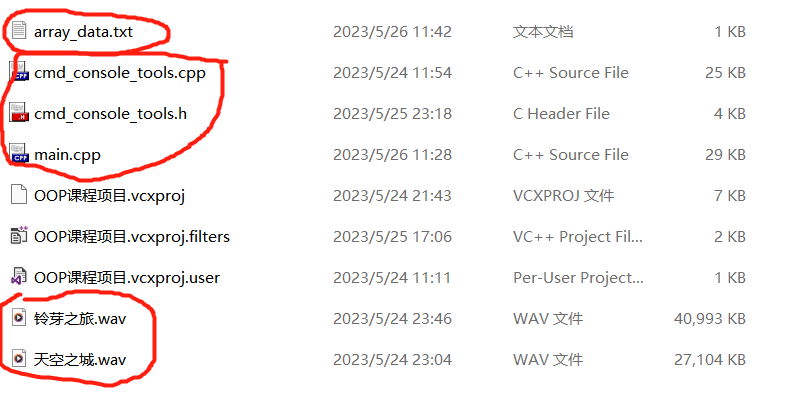 array_data.txt 2023/5/26 11:42 文本文档 1 KB
cmd_console_tools.cpp 2023/5/24 11:54 C++ Source File 25 KB
cmd_console_tools.h 2023/5/25 23:18 C Header File 4 KB
main.cpp 2023/5/26 11:28 C++ Source File 29 KB
OOP课程项目.vcxproj 2023/5/24 21:43 VCXPROJ 文件 7 KB
OOP课程项目.vcxproj.filters 2023/5/25 17:06 VC++ Project Fil... 2 KB
OOP课程项目.vcxproj.user 2023/5/24 11:11 Per-User Project... 1 KB
铃芽之旅.wav 2023/5/24 23:46 WAV 文件 40,993 KB
天空之城.wav 2023/5/24 23:04 WAV 文件 27,104 KB